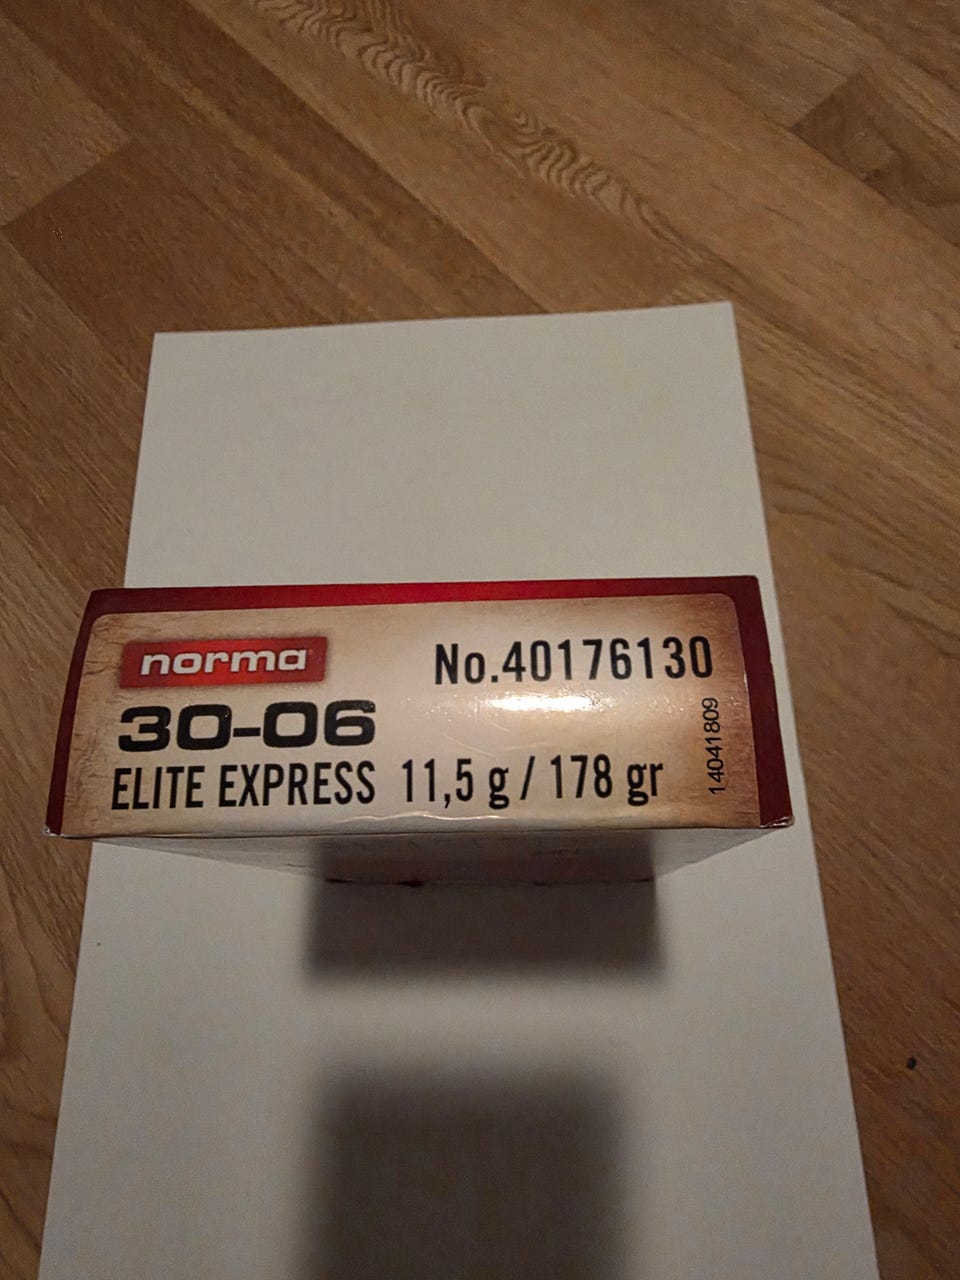 norma
No.40176130
30-06
ELITE EXPRESS 11,5 g / 178 gr
14041809